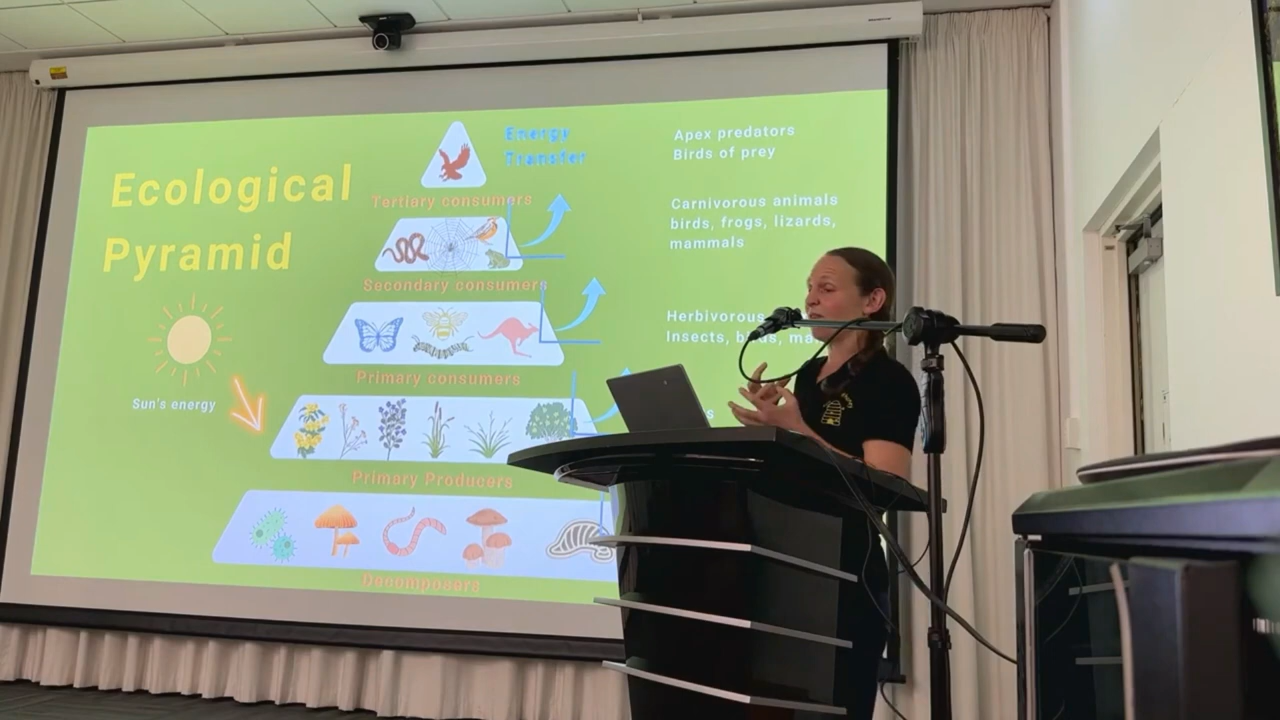 Ecological
Pyramid
Energy
Transfer
Apex predators
Birds of prey
Tertiary consumers
Carnivorous animals
birds, frogs, lizards,
mammals
Secondary consumers
Herbivorous
Insects,
Primary consumers
Sun's energy
Primary Producers
Decomposers